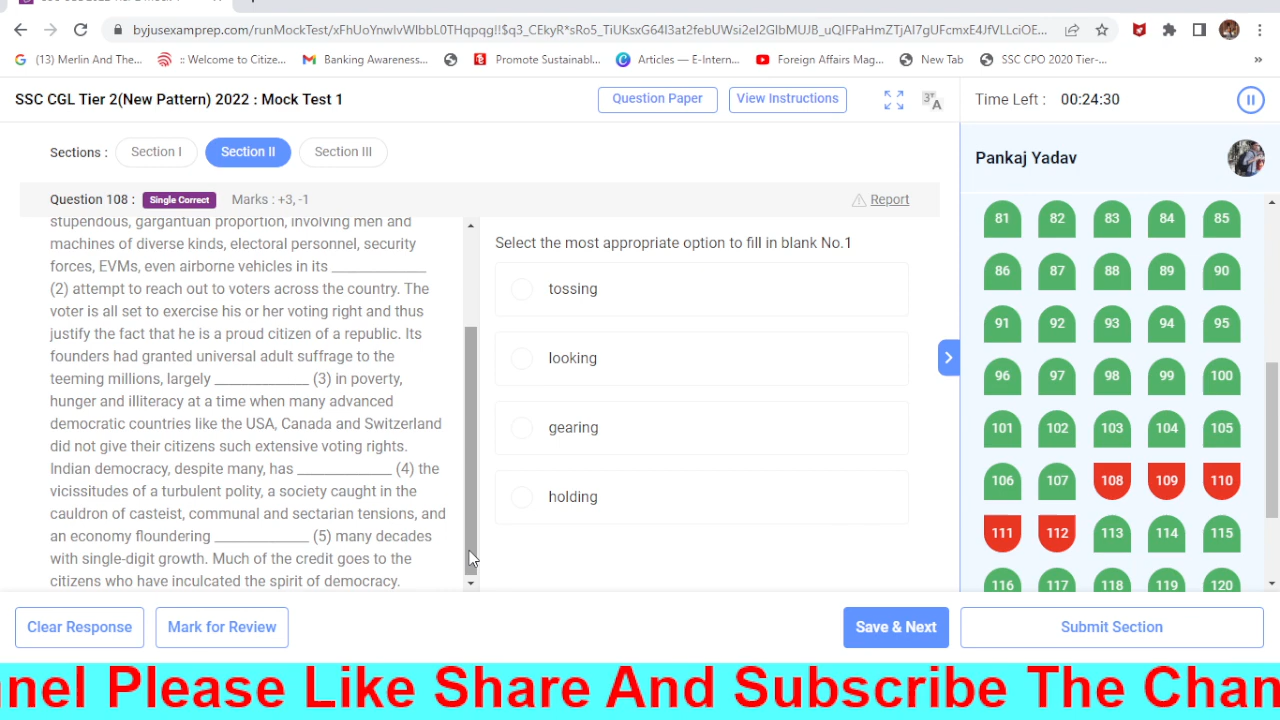 byjusexamprep.com/runMockTest/
(13) Merlin And The...
:: Welcome to Citize...
Banking Awareness...
Promote Sustainabl...
Articles — E-Intern...
Foreign Affairs Mag...
New Tab
SSC CPO 2020 Tier-...
»
SSC CGL Tier 2(New Pattern) 2022 : Mock Test 1
Question Paper
View Instructions
Time Left : 00:24:30
Sections :
Section I
Section II
Section III
Pankaj Yadav
Question 108 :
Single Correct
Marks : +3, -1
Report
stupendous, gargantuan proportion, involving men and
machines of diverse kinds, electoral personnel, security
forces, EVMs, even airborne vehicles in its _____________
(2) attempt to reach out to voters across the country. The
voter is all set to exercise his or her voting right and thus
justify the fact that he is a proud citizen of a republic. Its
founders had granted universal adult suffrage to the
teeming millions, largely _____________ (3) in poverty,
hunger and illiteracy at a time when many advanced
democratic countries like the USA, Canada and Switzerland
did not give their citizens such extensive voting rights.
Indian democracy, despite many, has _____________ (4) the
vicissitudes of a turbulent polity, a society caught in the
cauldron of casteist, communal and sectarian tensions, and
an economy floundering _____________ (5) many decades
with single-digit growth. Much of the credit goes to the
citizens who have inculcated the spirit of democracy.
Select the most appropriate option to fill in blank No.1
tossing
looking
gearing
holding
81 82 83 84 85
86 87 88 89 90
91 92 93 94 95
96 97 98 99 100
101 102 103 104 105
106 107 108 109 110
111 112 113 114 115
116 117 118 119 120
Clear Response
Mark for Review
Save & Next
Submit Section
nnel Please Like Share And Subscribe The Chan